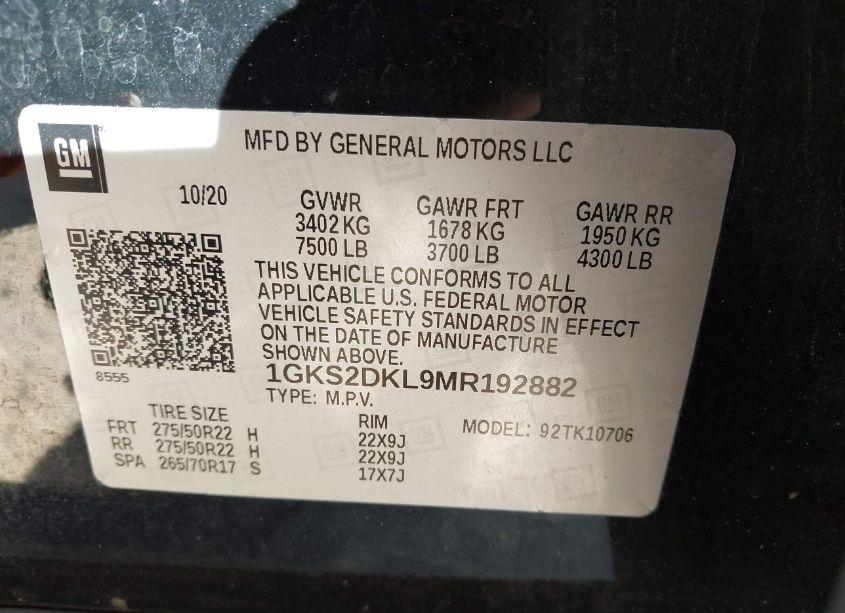 GM
MFD BY GENERAL MOTORS LLC
10/20
GVWR
3402 KG
7500 LB
GAWR FRT
1678 KG
3700 LB
GAWR RR
1950 KG
4300 LB
THIS VEHICLE CONFORMS TO ALL
APPLICABLE U.S. FEDERAL MOTOR
VEHICLE SAFETY STANDARDS IN EFFECT
ON THE DATE OF MANUFACTURE
SHOWN ABOVE.
8555
1GKS2DKL9MR192882
TYPE: M.P.V.
MODEL: 92TK10706
TIRE SIZE
RIM
FRT 275/50R22 H 22X9J
RR 275/50R22 H 22X9J
SPA 265/70R17 S 17X7J